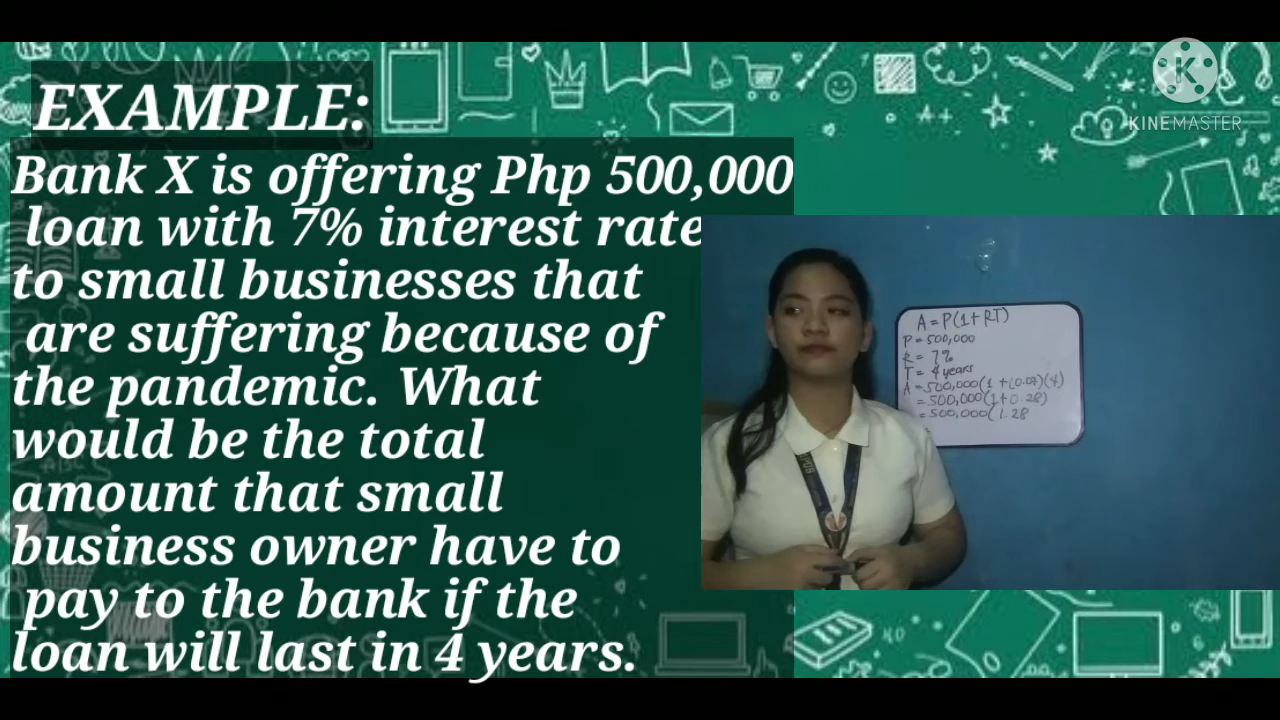 EXAMPLE:
Bank X is offering Php 500,000
loan with 7% interest rate
to small businesses that
are suffering because of
the pandemic. What
would be the total
amount that small
business owner have to
pay to the bank if the
loan will last in 4 years.
KINEMASTER
A = P(1+RT)
P = 500,000
R = 7%
T = 4 years
A = 500,000(1 + (0.07)(4)
= 500,000(1+0.28)
= 500,000(1.28
=
A+